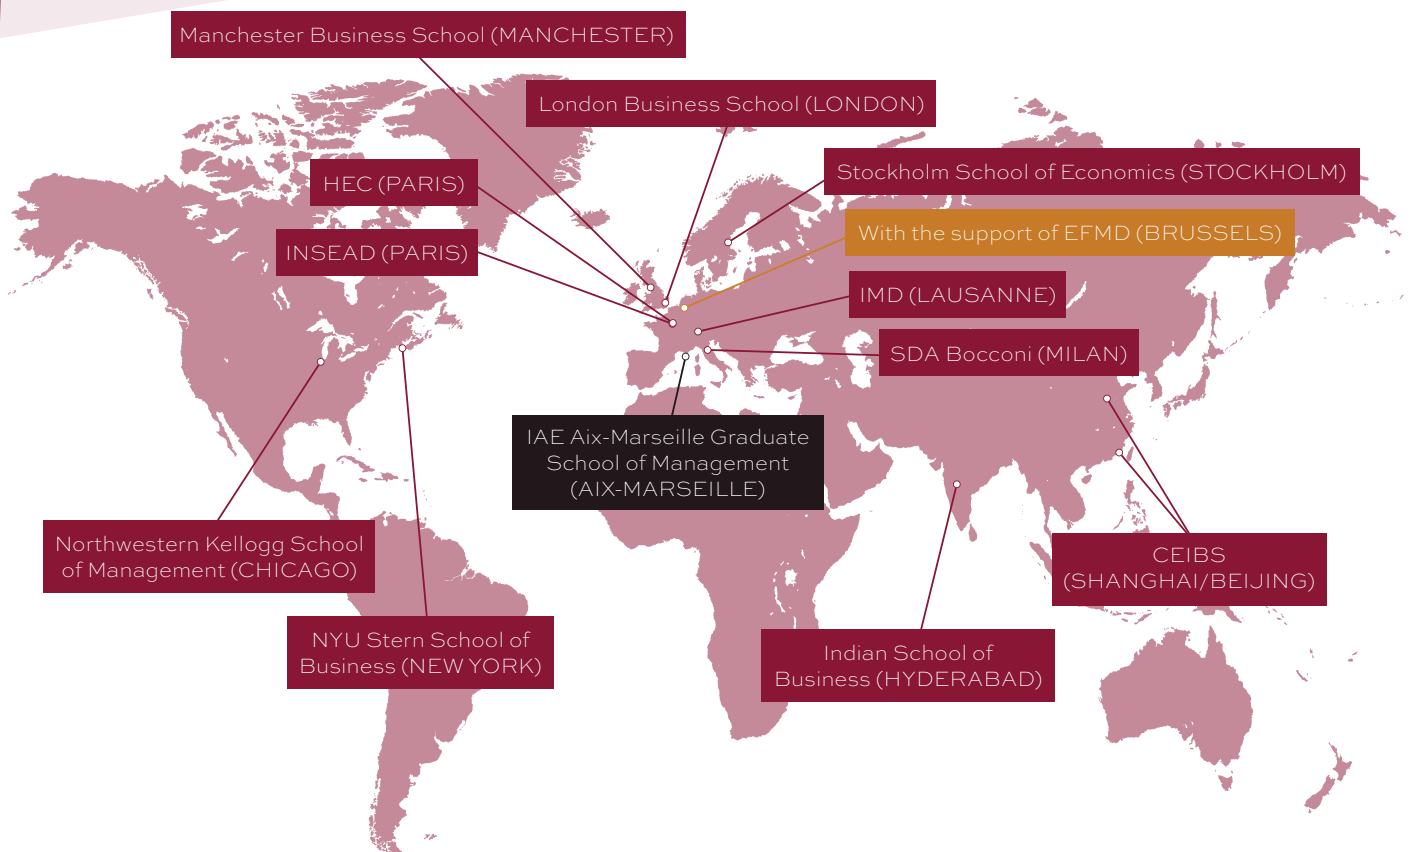 Manchester Business School (MANCHESTER)
London Business School (LONDON)
Stockholm School of Economics (STOCKHOLM)
HEC (PARIS)
With the support of EFMD (BRUSSELS)
INSEAD (PARIS)
IMD (LAUSANNE)
SDA Bocconi (MILAN)
IAE Aix-Marseille Graduate
School of Management
(AIX-MARSEILLE)
Northwestern Kellogg School
of Management (CHICAGO)
CEIBS
(SHANGHAI/BEIJING)
NYU Stern School of
Business (NEW YORK)
Indian School of
Business (HYDERABAD)